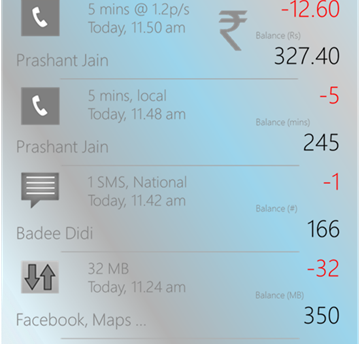 5 mins @ 1.2p/s
-12.60
Today, 11.50 am
₹
Balance (Rs)
Prashant Jain
327.40
5 mins, local
-5
Today, 11.48 am
Balance (mins)
Prashant Jain
245
1 SMS, National
-1
Today, 11.42 am
Balance (#)
Badee Didi
166
32 MB
-32
Today, 11.24 am
Balance (MB)
Facebook, Maps ...
350